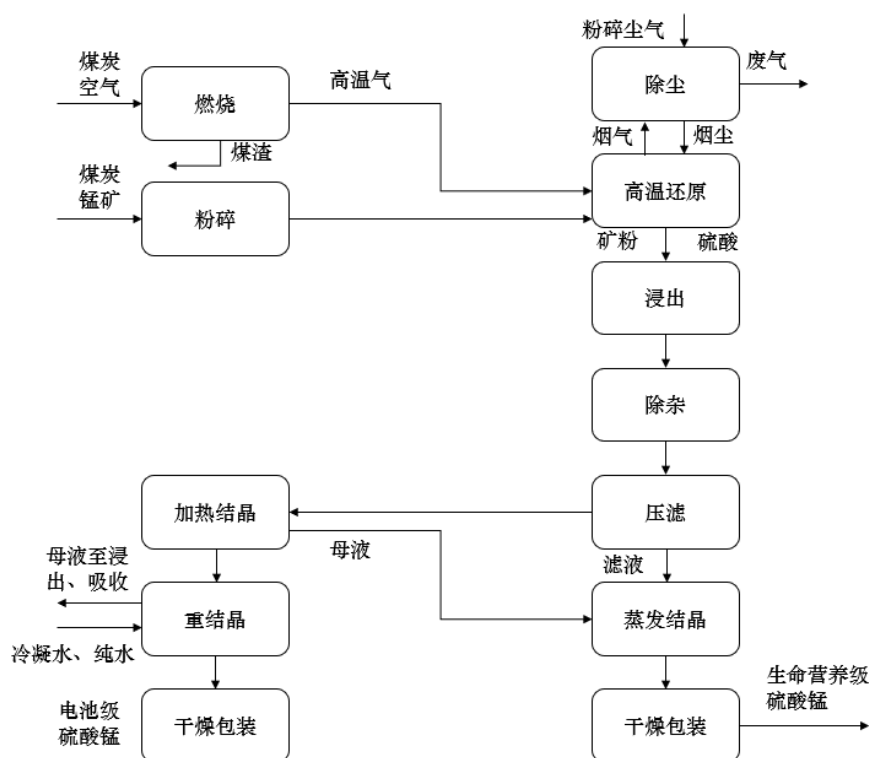 粉碎尘气
煤炭
空气
燃烧
高温气
除尘
废气
煤渣
烟气
烟尘
煤炭
锰矿
粉碎
高温还原
矿粉
硫酸
浸出
除杂
加热结晶
压滤
母液
滤液
母液至浸
出、吸收
重结晶
蒸发结晶
冷凝水、纯水
电池级
硫酸锰
干燥包装
干燥包装
生命营养级
硫酸锰